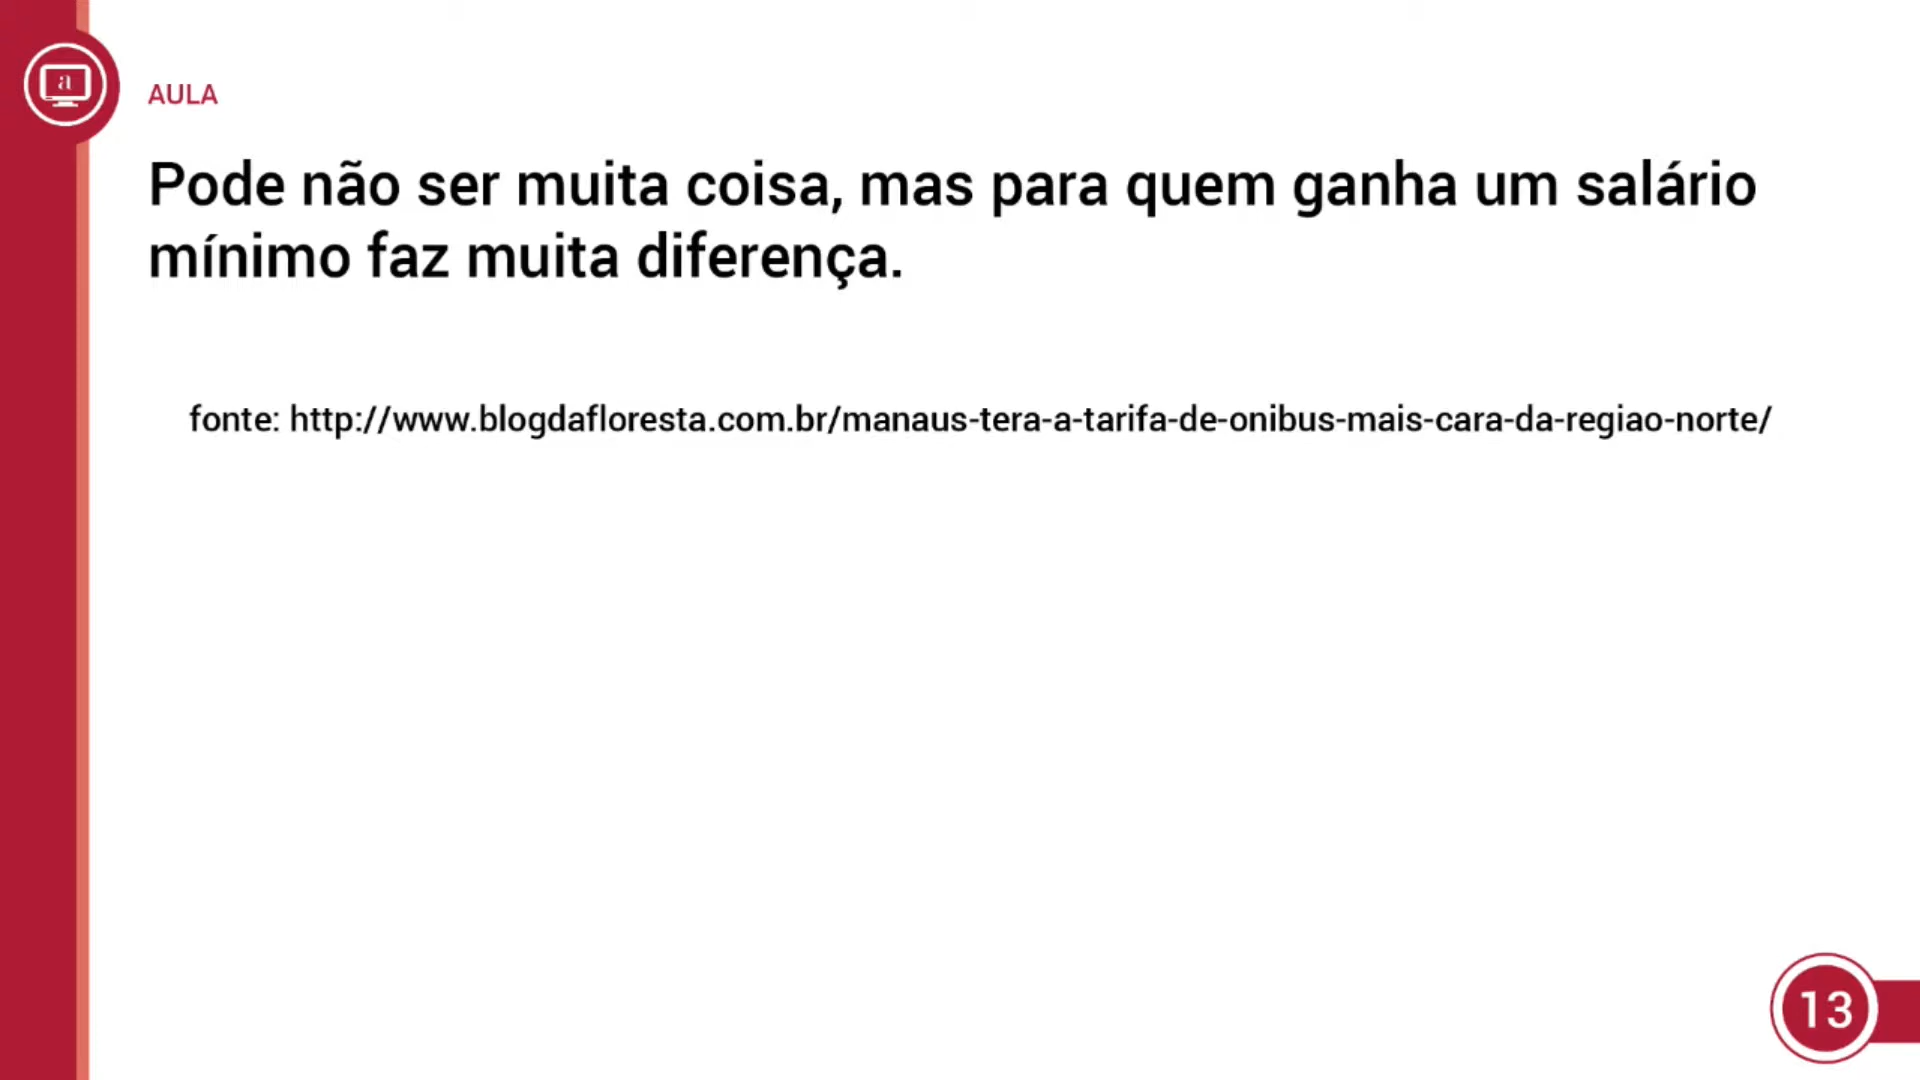 a
AULA
Pode não ser muita coisa, mas para quem ganha um salário
mínimo faz muita diferença.
fonte: http://www.blogdafloresta.com.br/manaus-tera-a-tarifa-de-onibus-mais-cara-da-regiao-norte/
13